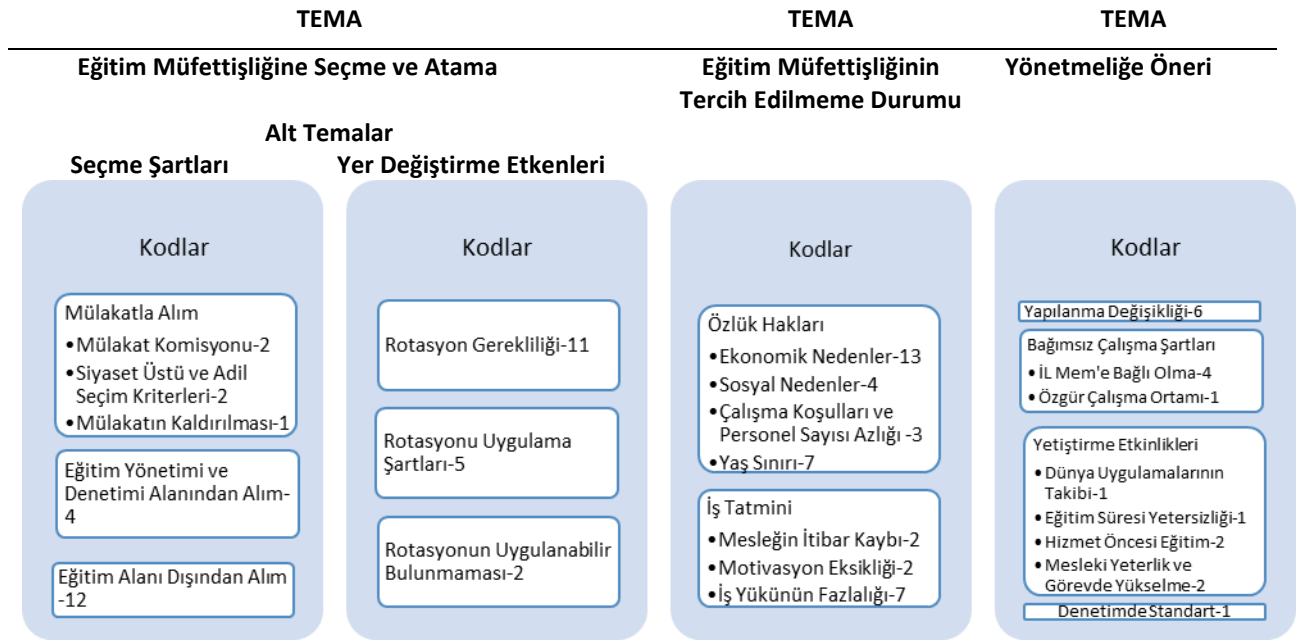 TEMA
TEMA
TEMA
Eğitim Müfettişliğine Seçme ve Atama
Eğitim Müfettişliğinin
Tercih Edilmeme Durumu
Yönetmeliğe Öneri
Alt Temalar
Seçme Şartları
Yer Değiştirme Etkenleri
Kodlar
Mülakatla Alım
•Mülakat Komisyonu-2
•Siyaset Üstü ve Adil
Seçim Kriterleri-2
•Mülakatın Kaldırılması-1
Eğitim Yönetimi ve
Denetimi Alanından Alım-
4
Eğitim Alanı Dışından Alım
-12
Kodlar
Rotasyon Gerekliliği-11
Rotasyonu Uygulama
Şartları-5
Rotasyonun Uygulanabilir
Bulunmaması-2
Kodlar
Özlük Hakları
•Ekonomik Nedenler-13
•Sosyal Nedenler-4
•Çalışma Koşulları ve
Personel Sayısı Azlığı -3
•Yaş Sınırı-7
İş Tatmini
•Mesleğin İtibar Kaybı-2
•Motivasyon Eksikliği-2
•İş Yükünün Fazlalığı-7
Kodlar
Yapılanma Değişikliği-6
Bağımsız Çalışma Şartları
•İL Mem'e Bağlı Olma-4
•Özgür Çalışma Ortamı-1
Yetiştirme Etkinlikleri
•Dünya Uygulamalarının
Takibi-1
•Eğitim Süresi Yetersizliği-1
•Hizmet Öncesi Eğitim-2
•Mesleki Yeterlik ve
Görevde Yükselme-2
Denetimde Standart-1